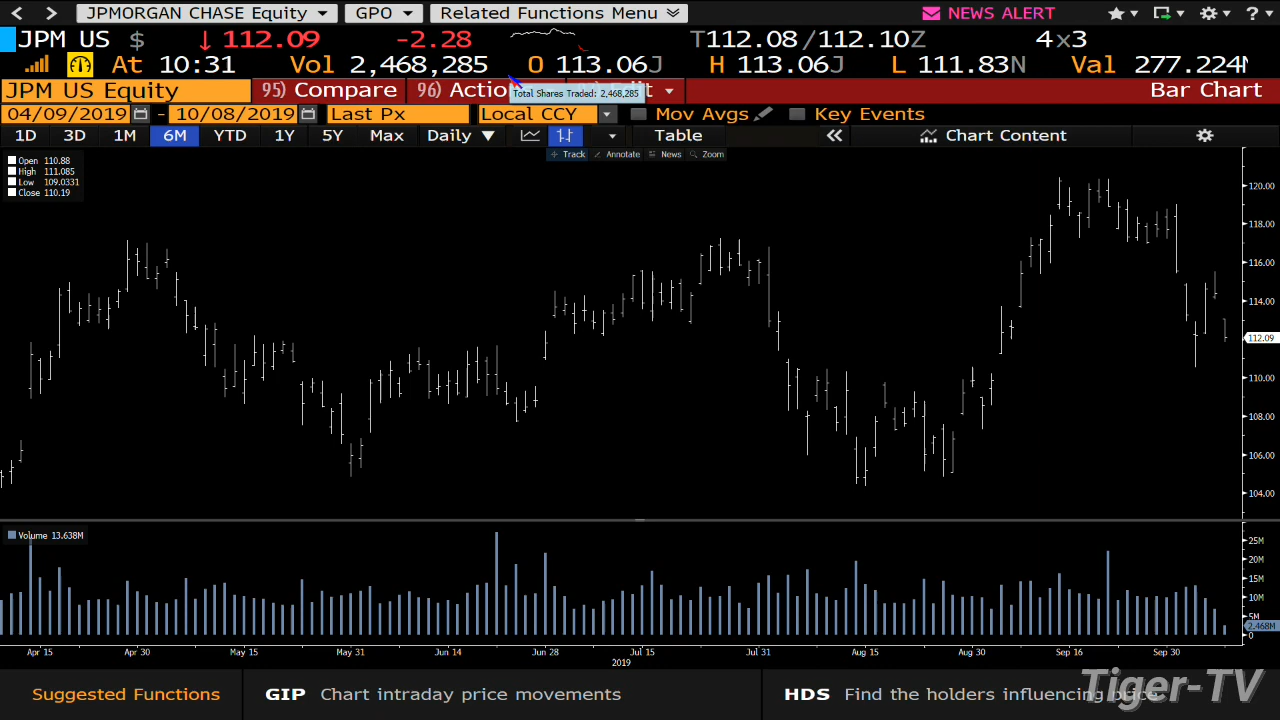 JPMORGAN CHASE Equity GPO Related Functions Menu NEWS ALERT ?
JPM US $ ↓ 112.09 -2.28 T112.08/112.10Z 4x3
At 10:31 Vol 2,468,285 O 113.06J H 113.06J L 111.83N Val 277.224
JPM US Equity 95) Compare 96) Actio Total Shares Traded: 2,468,285 Bar Chart
04/09/2019 - 10/08/2019 Last Px Local CCY Mov Avgs Key Events
1D 3D 1M 6M YTD 1Y 5Y Max Daily ▼ Table « Chart Content
Track Annotate News Zoom
Open 110.88
High 111.085
Low 109.0331
Close 110.19
120.00
118.00
116.00
114.00
112.09
110.00
108.00
106.00
104.00
Volume 13.638M
25M
20M
15M
10M
5M
2.468M
0
Apr 15 Apr 30 May 15 May 31 Jun 14 Jun 28 Jul 15 Jul 31 Aug 15 Aug 30 Sep 16 Sep 30
2019
Suggested Functions GIP Chart intraday price movements HDS Find the holders influencing price
Tiger-TV